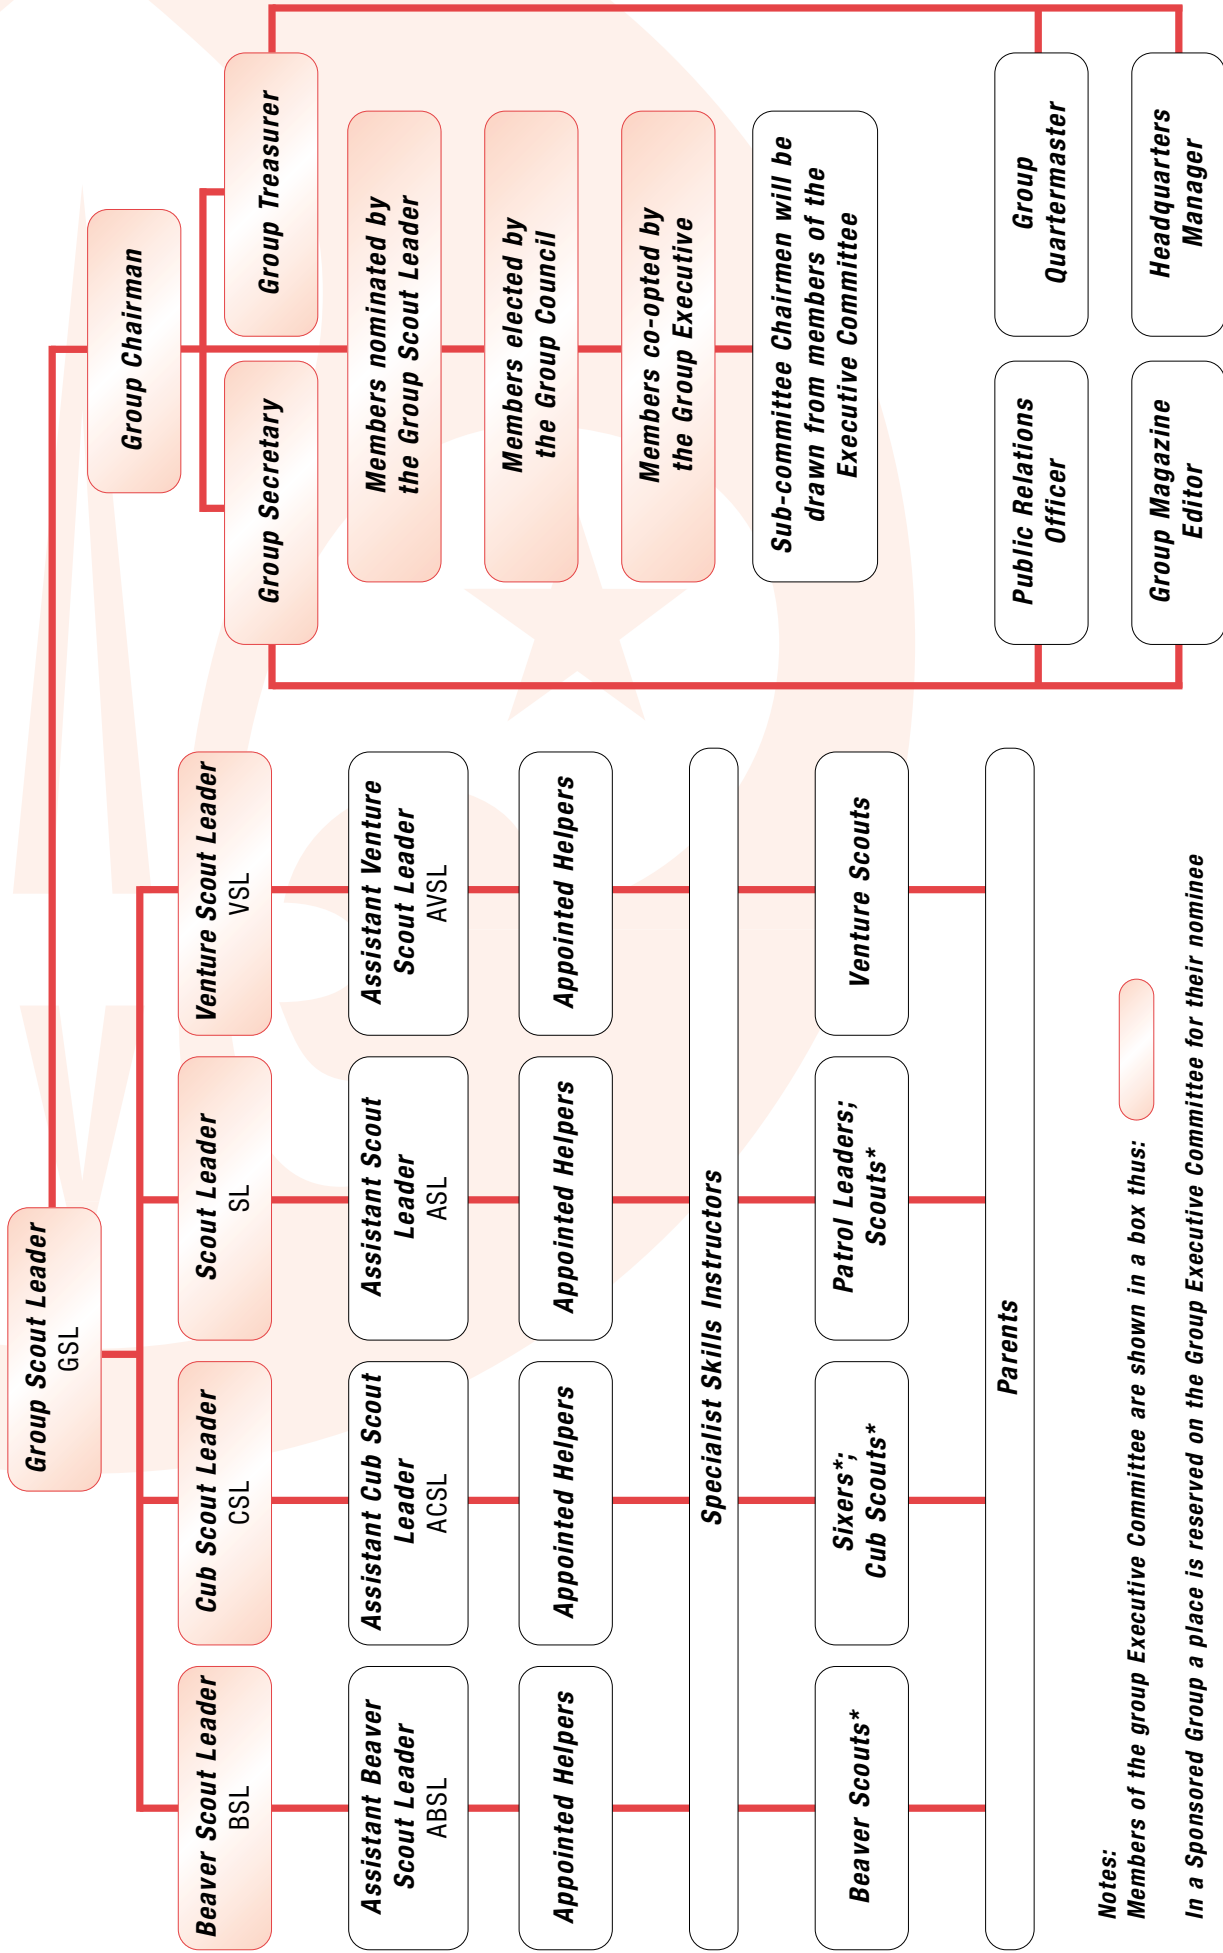 Group Scout Leader
GSL
Group Chairman
Beaver Scout Leader
BSL
Cub Scout Leader
CSL
Scout Leader
SL
Venture Scout Leader
VSL
Group Secretary
Group Treasurer
Assistant Beaver
Scout Leader
ABSL
Assistant Cub Scout
Leader
ACSL
Assistant Scout
Leader
ASL
Assistant Venture
Scout Leader
AVSL
Members nominated by
the Group Scout Leader
Appointed Helpers
Appointed Helpers
Appointed Helpers
Appointed Helpers
Members elected by
the Group Council
Members co-opted by
the Group Executive
Specialist Skills Instructors
Sub-committee Chairmen will be
drawn from members of the
Executive Committee
Beaver Scouts*
Sixers*;
Cub Scouts*
Patrol Leaders;
Scouts*
Venture Scouts
Parents
Public Relations
Officer
Group
Quartermaster
Group Magazine
Editor
Headquarters
Manager
Notes:
Members of the group Executive Committee are shown in a box thus:
In a Sponsored Group a place is reserved on the Group Executive Committee for their nominee